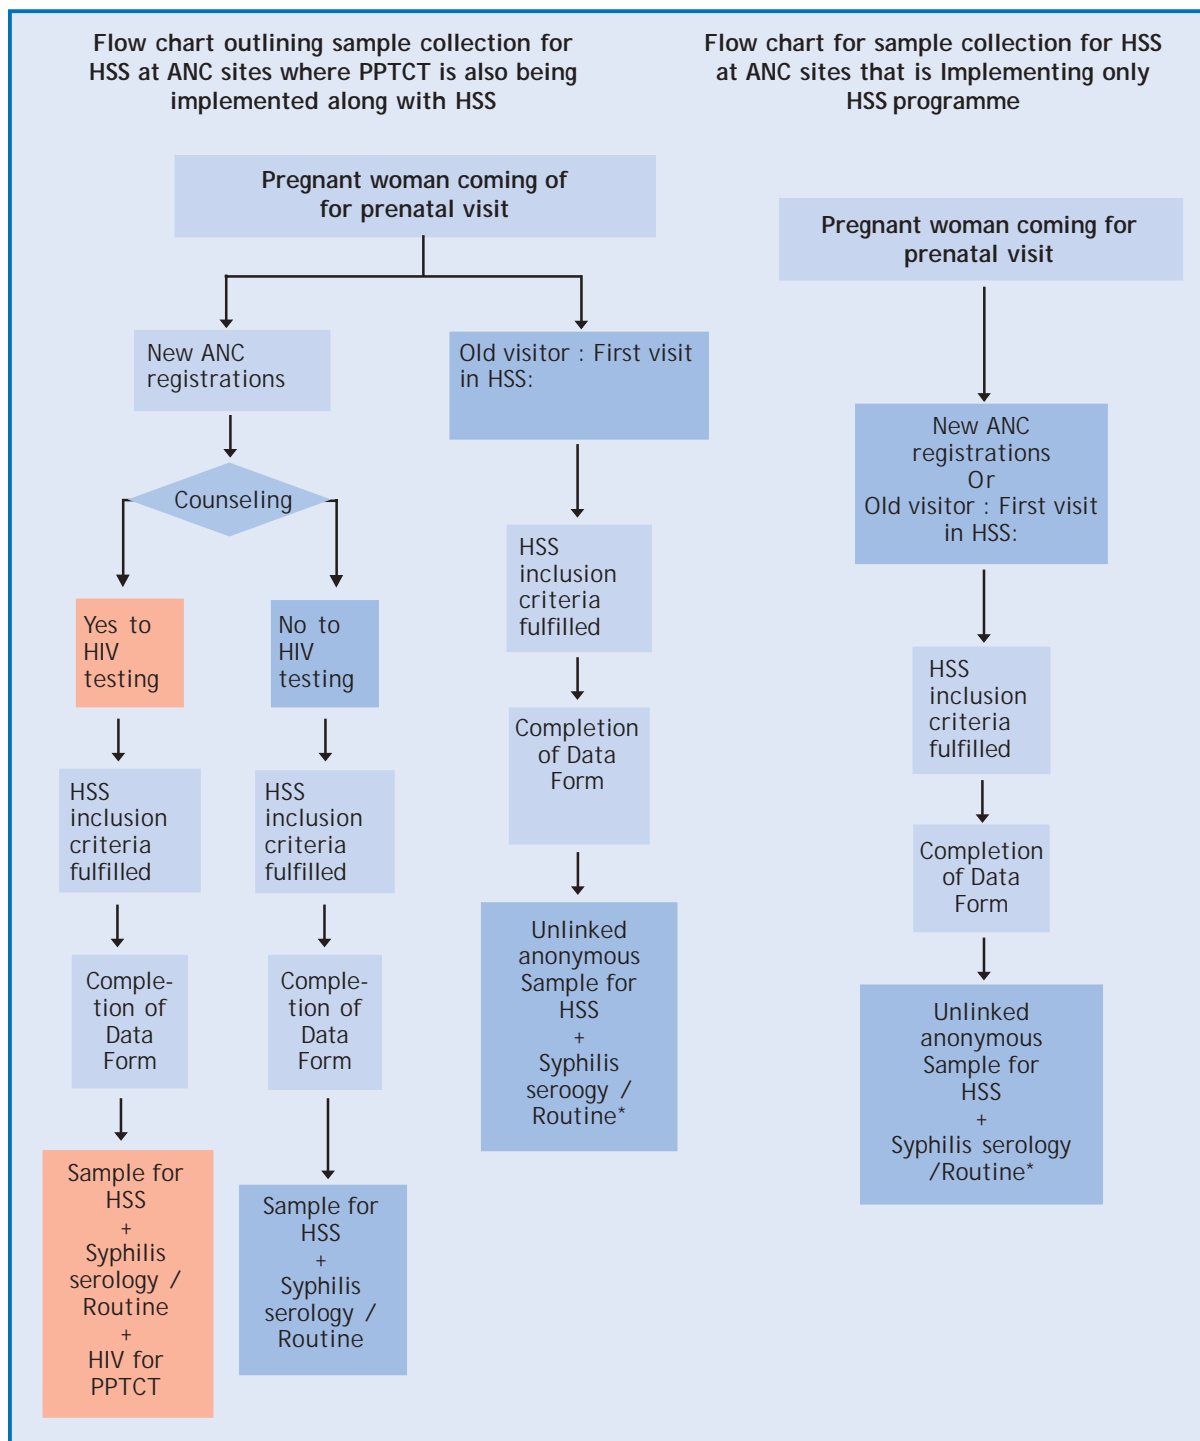 Flow chart outlining sample collection for
HSS at ANC sites where PPTCT is also being
implemented along with HSS
Flow chart for sample collection for HSS
at ANC sites that is Implementing only
HSS programme
Pregnant woman coming of
for prenatal visit
New ANC
registrations
Old visitor : First visit
in HSS:
Counseling
Yes to
HIV
testing
No to
HIV
testing
HSS
inclusion
criteria
fulfilled
HSS
inclusion
criteria
fulfilled
Comple-
tion of
Data
Form
Comple-
tion of
Data
Form
Sample for
HSS
+
Syphilis
serology /
Routine
+
HIV for
PPTCT
Sample for
HSS
+
Syphilis
serology /
Routine
HSS
inclusion
criteria
fulfilled
Completion
of Data
Form
Unlinked
anonymous
Sample for
HSS
+
Syphilis
seroogy /
Routine*
Pregnant woman coming for
prenatal visit
New ANC
registrations
Or
Old visitor : First visit
in HSS:
HSS
inclusion
criteria
fulfilled
Completion
of Data
Form
Unlinked
anonymous
Sample for
HSS
+
Syphilis serology
/Routine*